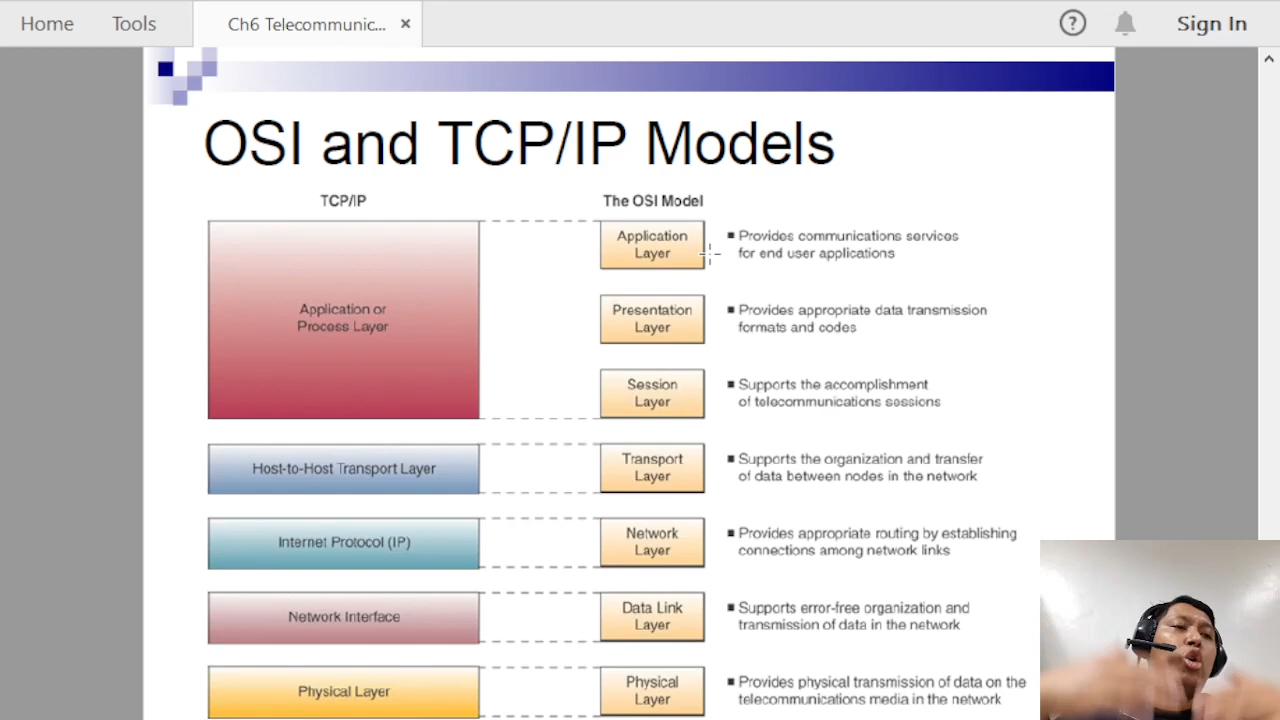 Home
Tools
Ch6 Telecommunic...
Sign In
OSI and TCP/IP Models
TCP/IP
The OSI Model
Application or
Process Layer
Application
Layer
■ Provides communications services
for end user applications
Presentation
Layer
■ Provides appropriate data transmission
formats and codes
Session
Layer
■ Supports the accomplishment
of telecommunications sessions
Host-to-Host Transport Layer
Transport
Layer
■ Supports the organization and transfer
of data between nodes in the network
Internet Protocol (IP)
Network
Layer
■ Provides appropriate routing by establishing
connections among network links
Network Interface
Data Link
Layer
■ Supports error-free organization and
transmission of data in the network
Physical Layer
Physical
Layer
■ Provides physical transmission of data on the
telecommunications media in the network